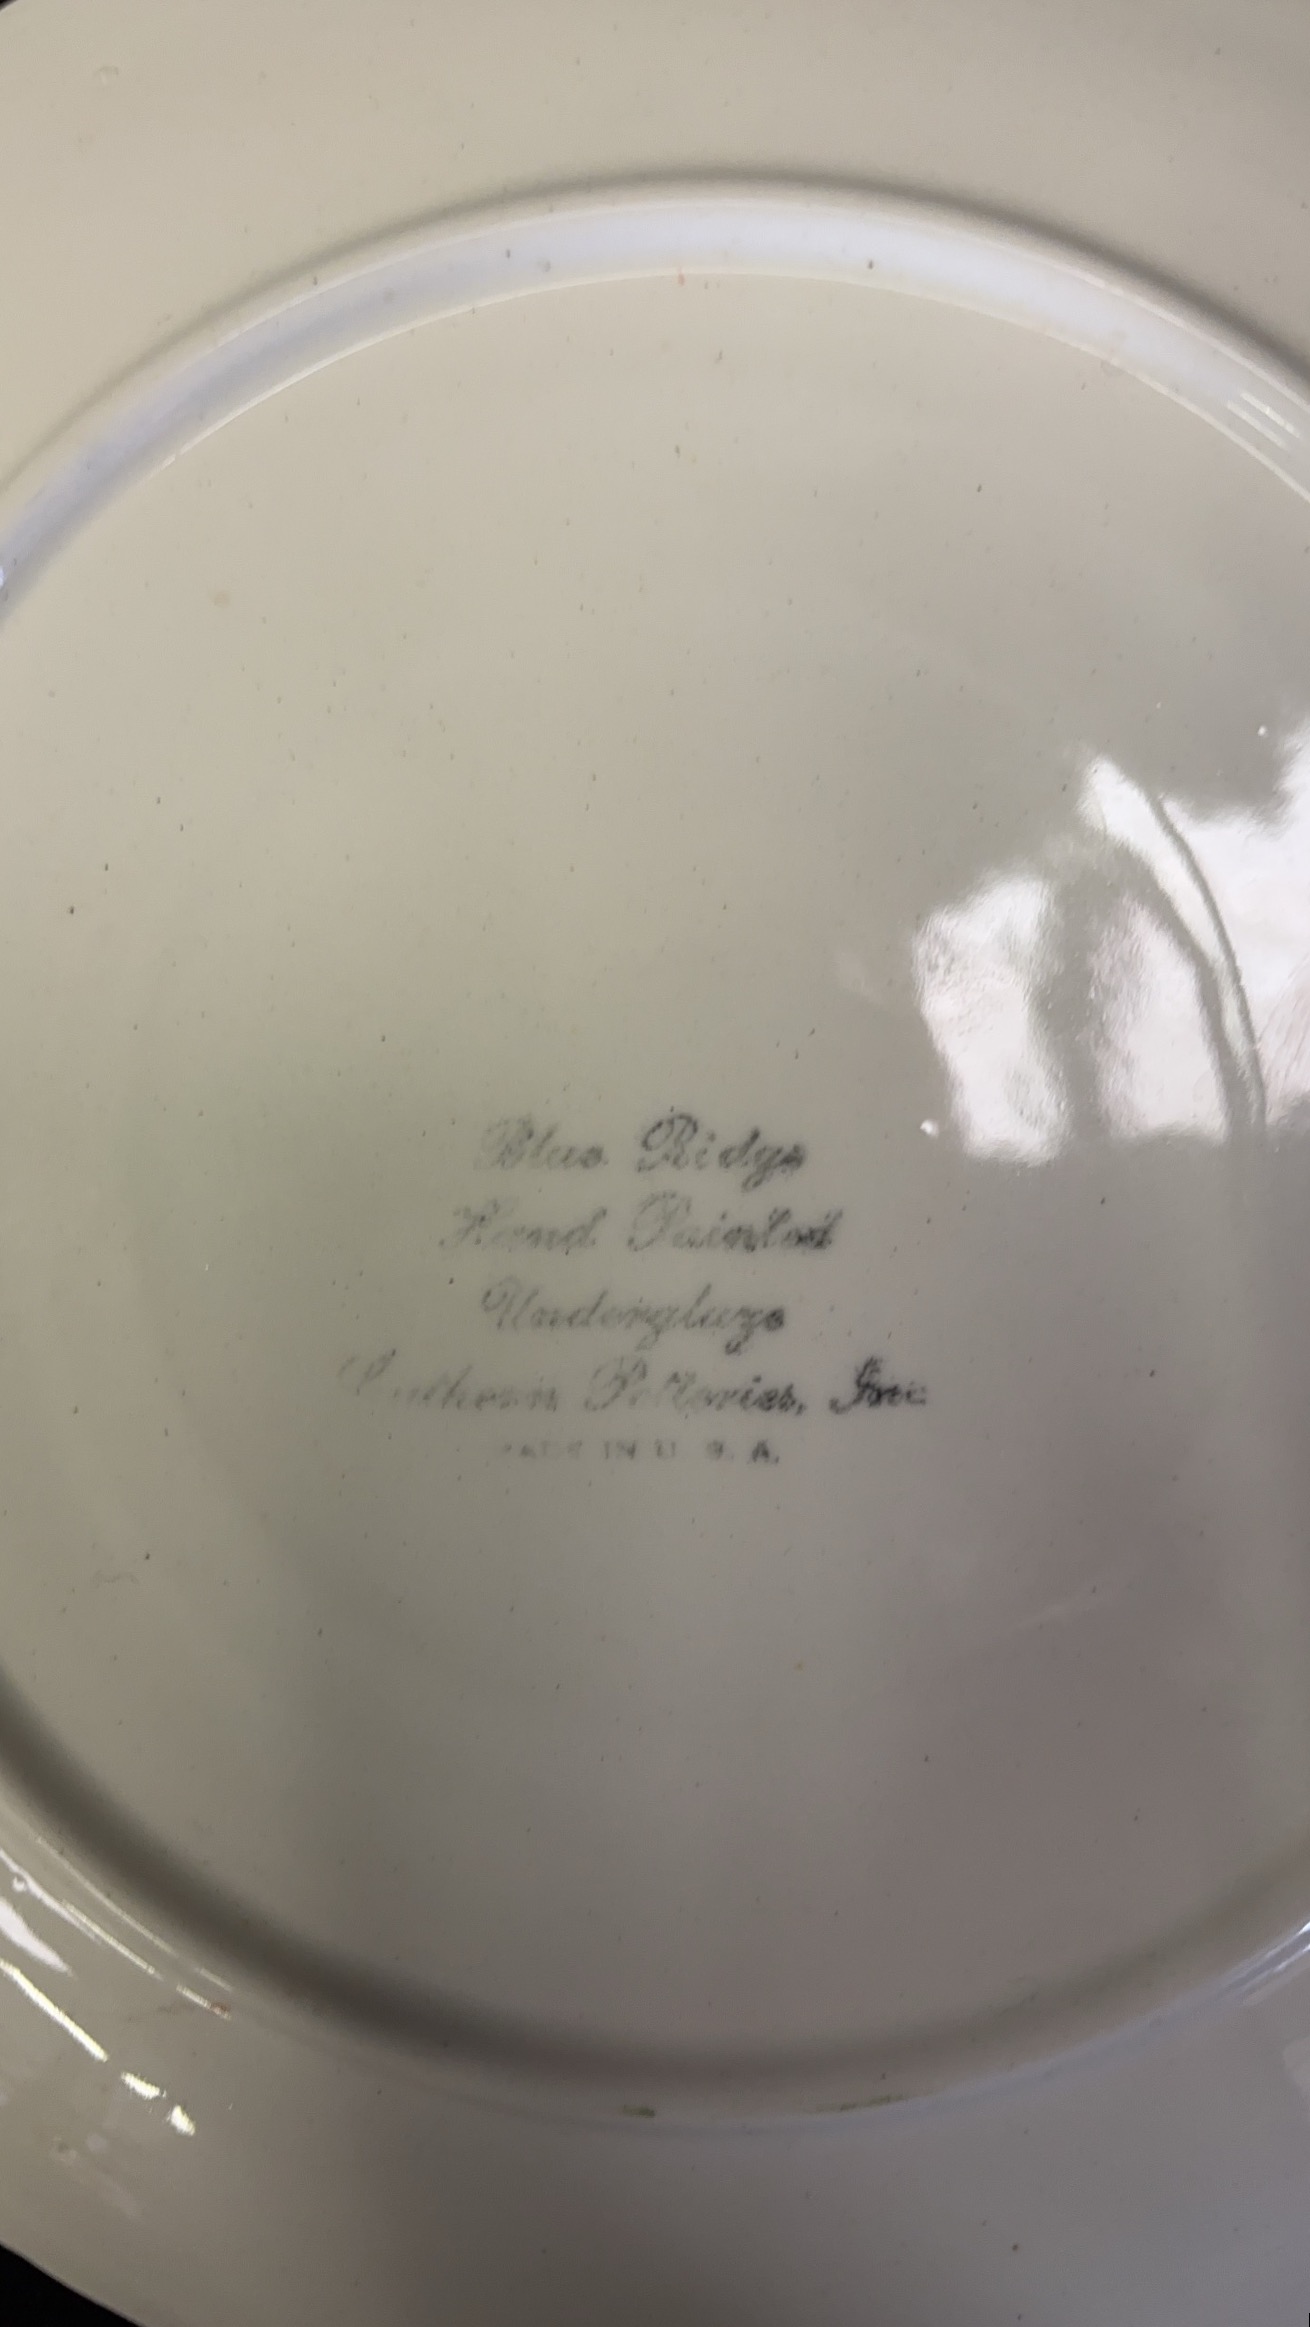 Blue Ridge
Hand Painted
Underglaze
Southern Potteries, Inc.
MADE IN U. S. A.